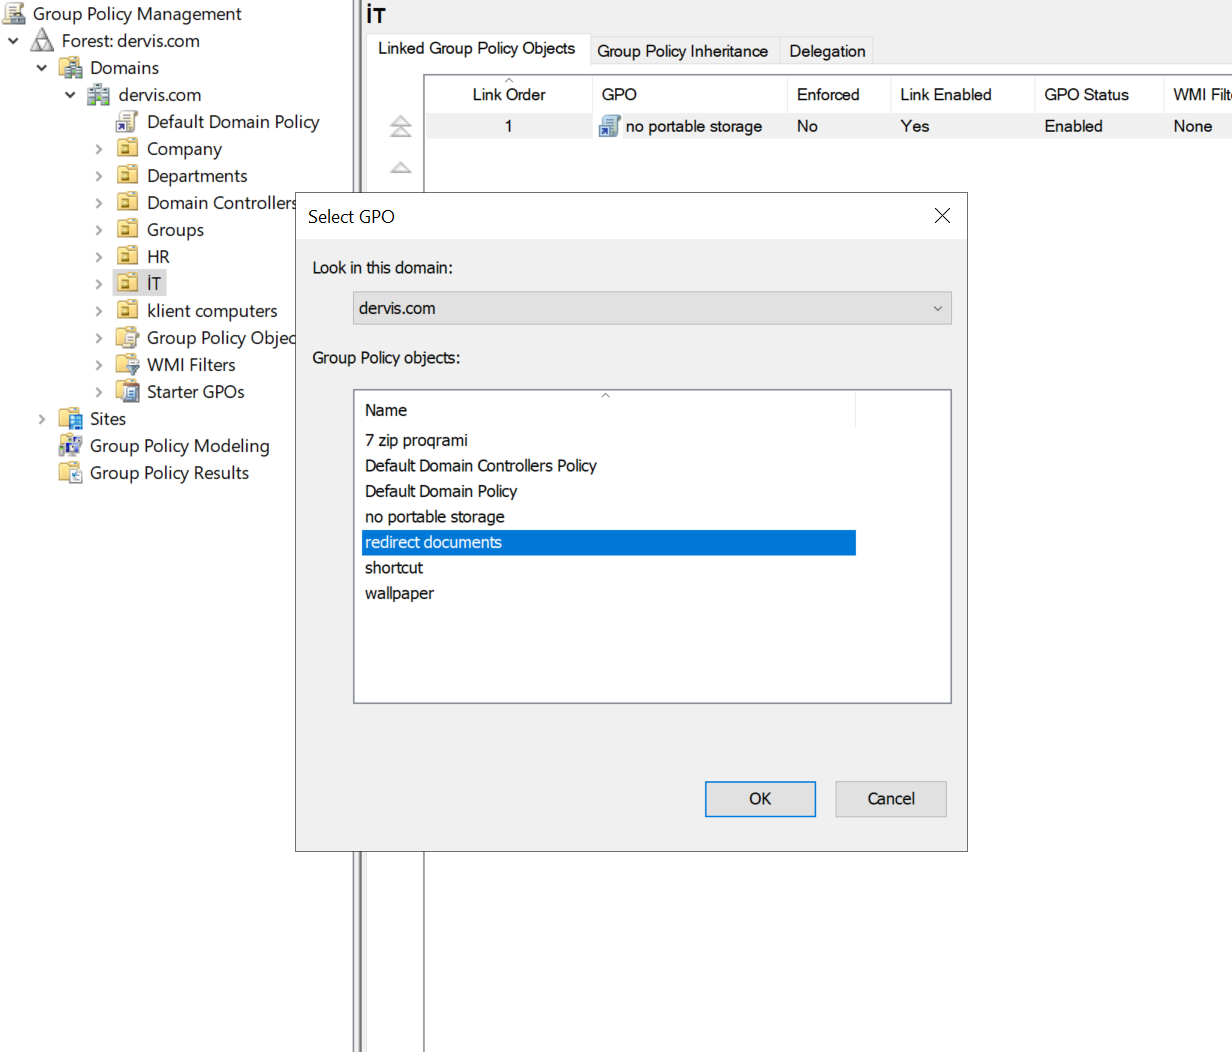 Group Policy Management
Forest: dervis.com
Domains
dervis.com
Default Domain Policy
Company
Departments
Domain Controllers
Groups
HR
İT
klient computers
Group Policy Objec
WMI Filters
Starter GPOs
Sites
Group Policy Modeling
Group Policy Results
İT
Linked Group Policy Objects Group Policy Inheritance Delegation
Link Order GPO Enforced Link Enabled GPO Status WMI Filt
1 no portable storage No Yes Enabled None
Select GPO
Look in this domain:
dervis.com
Group Policy objects:
Name
7 zip proqrami
Default Domain Controllers Policy
Default Domain Policy
no portable storage
redirect documents
shortcut
wallpaper
OK Cancel